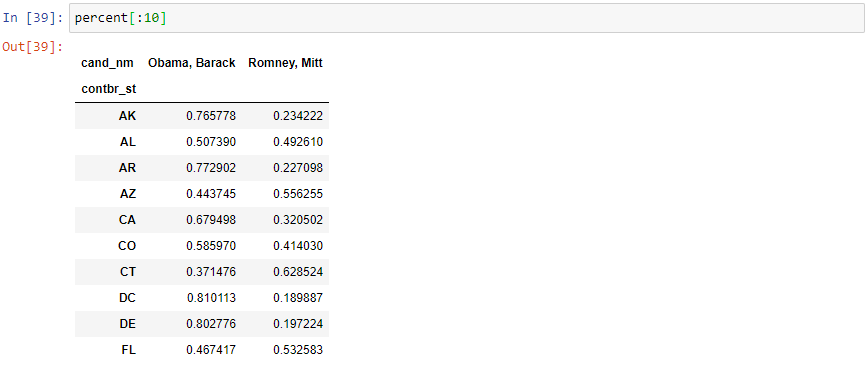 In [39]: percent[:10]
Out[39]:
cand_nm Obama, Barack Romney, Mitt
contbr_st
AK 0.765778 0.234222
AL 0.507390 0.492610
AR 0.772902 0.227098
AZ 0.443745 0.556255
CA 0.679498 0.320502
CO 0.585970 0.414030
CT 0.371476 0.628524
DC 0.810113 0.189887
DE 0.802776 0.197224
FL 0.467417 0.532583